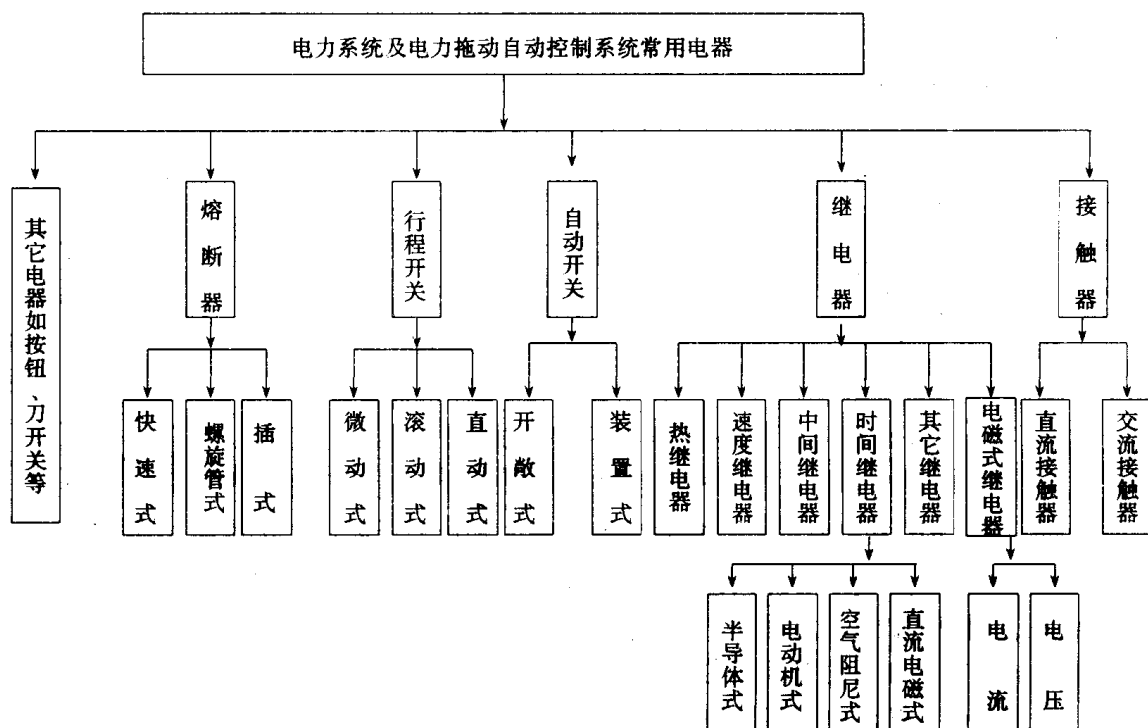 电力系统及电力拖动自动控制系统常用电器
其它电器如按钮、刀开关等
熔断器
行程开关
自动开关
继电器
接触器
快速式
螺旋管式
插式
微动式
滚动式
直动式
开敞式
装置式
热继电器
速度继电器
中间继电器
时间继电器
其它继电器
电磁式继电器
直流接触器
交流接触器
半导体式
电动机式
空气阻尼式
直流电磁式
电流
电压